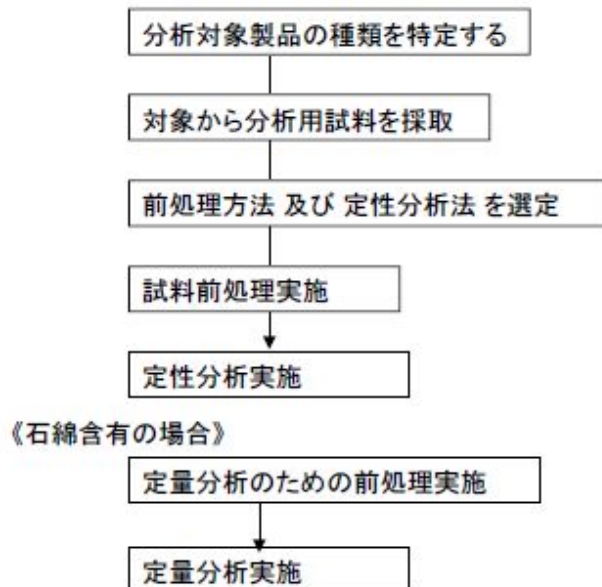 分析対象製品の種類を特定する
対象から分析用試料を採取
前処理方法 及び 定性分析法 を選定
試料前処理実施
定性分析実施
《石綿含有の場合》
定量分析のための前処理実施
定量分析実施